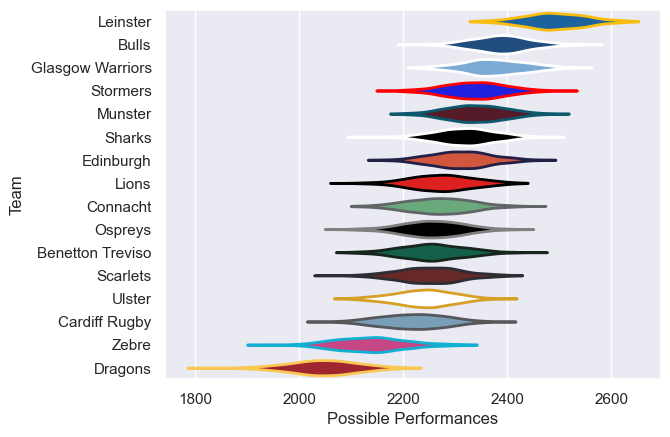 Leinster
Bulls
Glasgow Warriors
Stormers
Munster
Sharks
Edinburgh
Lions
Connacht
Ospreys
Benetton Treviso
Scarlets
Ulster
Cardiff Rugby
Zebre
Dragons
Team
1800 2000 2200 2400 2600
Possible Performances